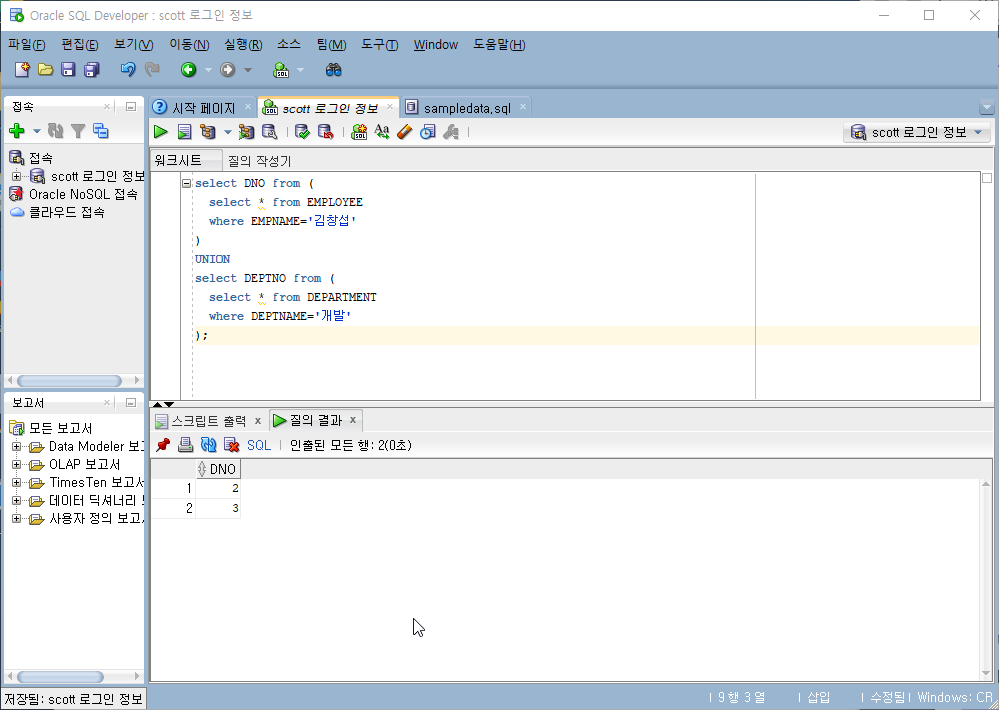 Oracle SQL Developer : scott 로그인 정보
파일(F) 편집(E) 보기(V) 이동(N) 실행(R) 소스 팀(M) 도구(T) Window 도움말(H)
접속
시작 페이지 scott 로그인 정보 sampledata.sql
scott 로그인 정보
접속
scott 로그인 정보
Oracle NoSQL 접속
클라우드 접속
워크시트 질의 작성기
select DNO from (
select * from EMPLOYEE
where EMPNAME='김창섭'
)
UNION
select DEPTNO from (
select * from DEPARTMENT
where DEPTNAME='개발'
);
보고서
모든 보고서
Data Modeler 보고
OLAP 보고서
TimesTen 보고서
데이터 딕셔너리
사용자 정의 보고서
스크립트 출력 x 질의 결과 x
SQL | 인출된 모든 행: 2(0초)
DNO
1 2
2 3
저장됨: scott 로그인 정보
| 9 행 3 열 | 삽입 | 수정됨 | Windows: CR